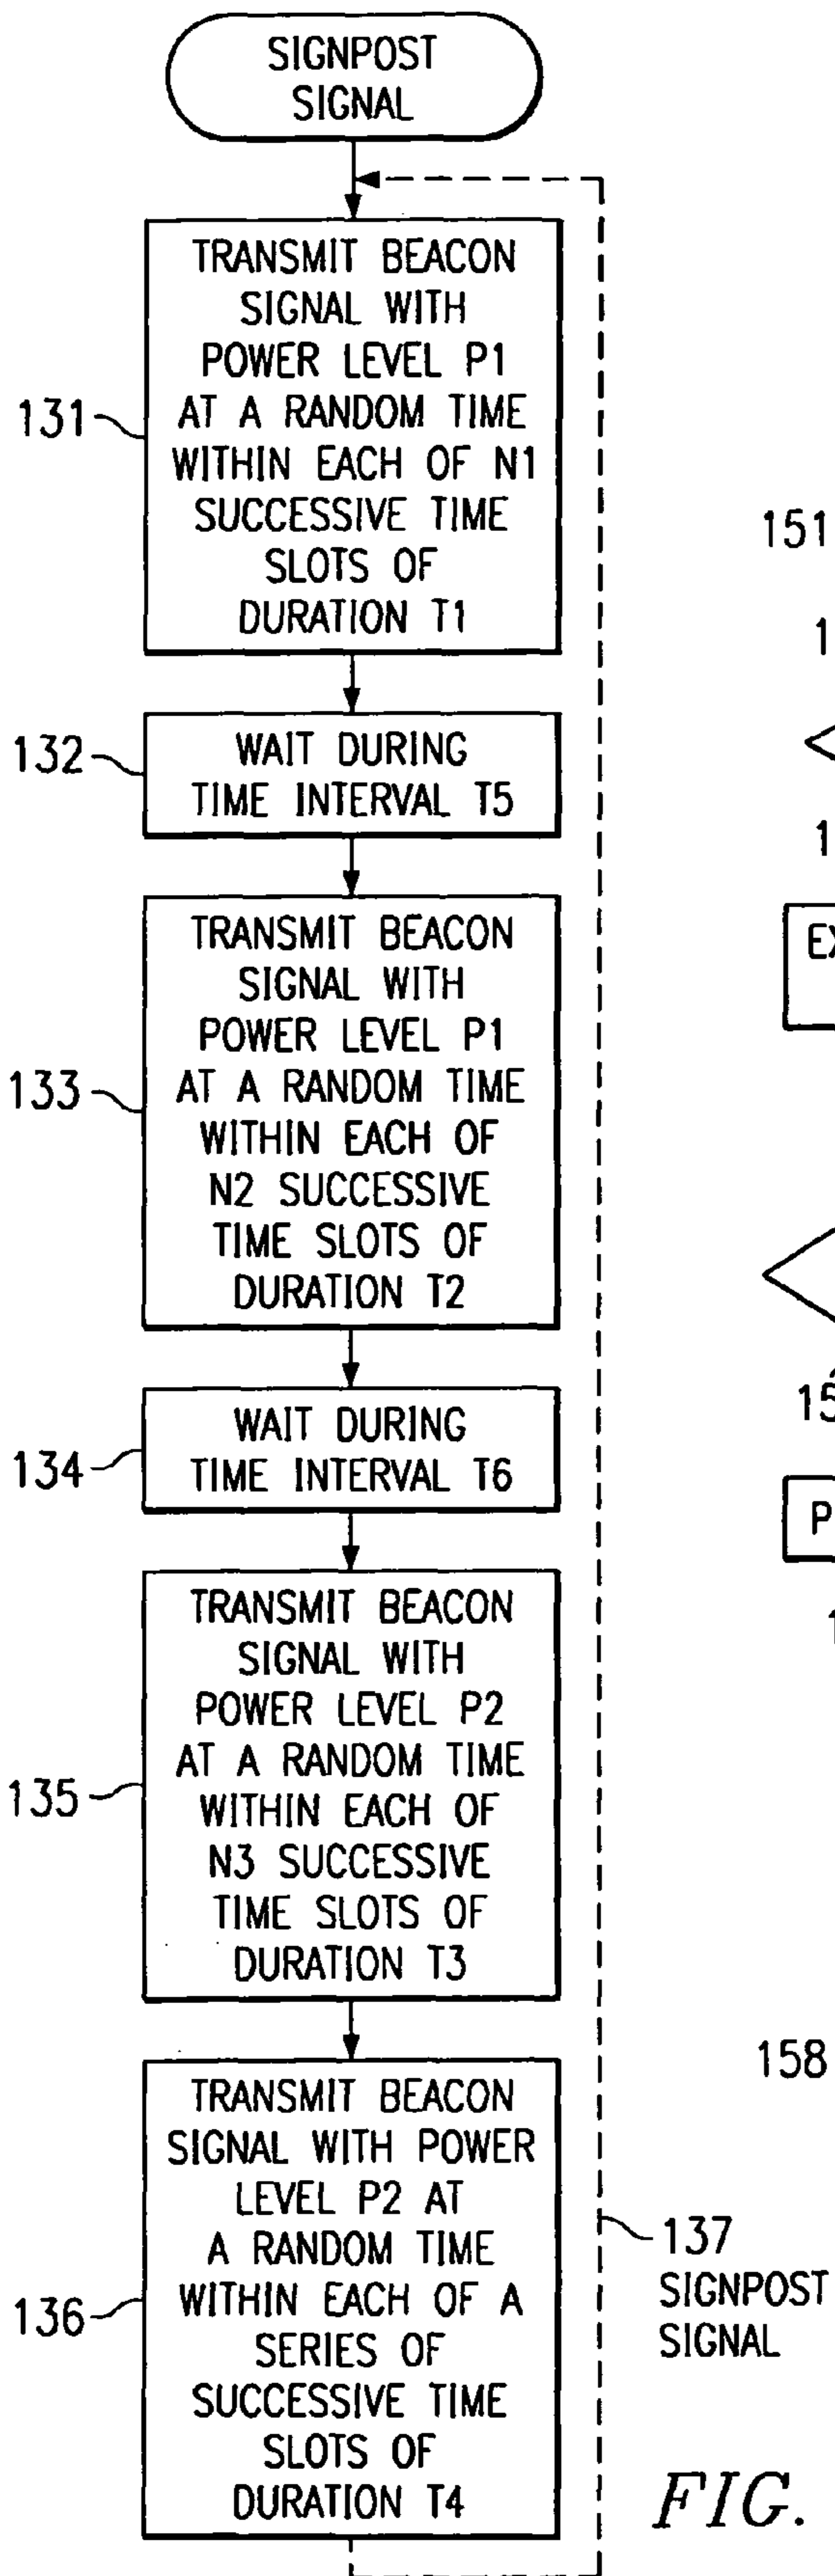 SIGNPOST
SIGNAL
131
TRANSMIT BEACON
SIGNAL WITH
POWER LEVEL P1
AT A RANDOM TIME
WITHIN EACH OF N1
SUCCESSIVE TIME
SLOTS OF
DURATION T1
132
WAIT DURING
TIME INTERVAL T5
133
TRANSMIT BEACON
SIGNAL WITH
POWER LEVEL P1
AT A RANDOM TIME
WITHIN EACH OF
N2 SUCCESSIVE
TIME SLOTS OF
DURATION T2
134
WAIT DURING
TIME INTERVAL T6
135
TRANSMIT BEACON
SIGNAL WITH
POWER LEVEL P2
AT A RANDOM TIME
WITHIN EACH OF
N3 SUCCESSIVE
TIME SLOTS OF
DURATION T3
136
TRANSMIT BEACON
SIGNAL WITH POWER
LEVEL P2 AT
A RANDOM TIME
WITHIN EACH OF A
SERIES OF
SUCCESSIVE TIME
SLOTS OF
DURATION T4
137
SIGNPOST
SIGNAL
151
158
FIG.